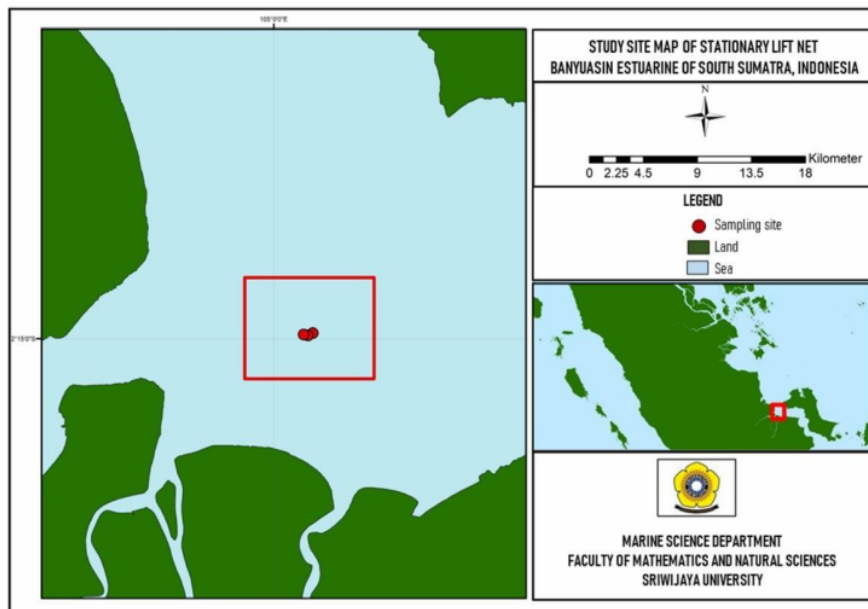 105°0'0"E
2°15'0"S
STUDY SITE MAP OF STATIONARY LIFT NET
BANYUASIN ESTUARINE OF SOUTH SUMATRA, INDONESIA
N
Kilometer
0 2.25 4.5 9 13.5 18
LEGEND
Sampling site
Land
Sea
MARINE SCIENCE DEPARTMENT
FACULTY OF MATHEMATICS AND NATURAL SCIENCES
SRIWIJAYA UNIVERSITY